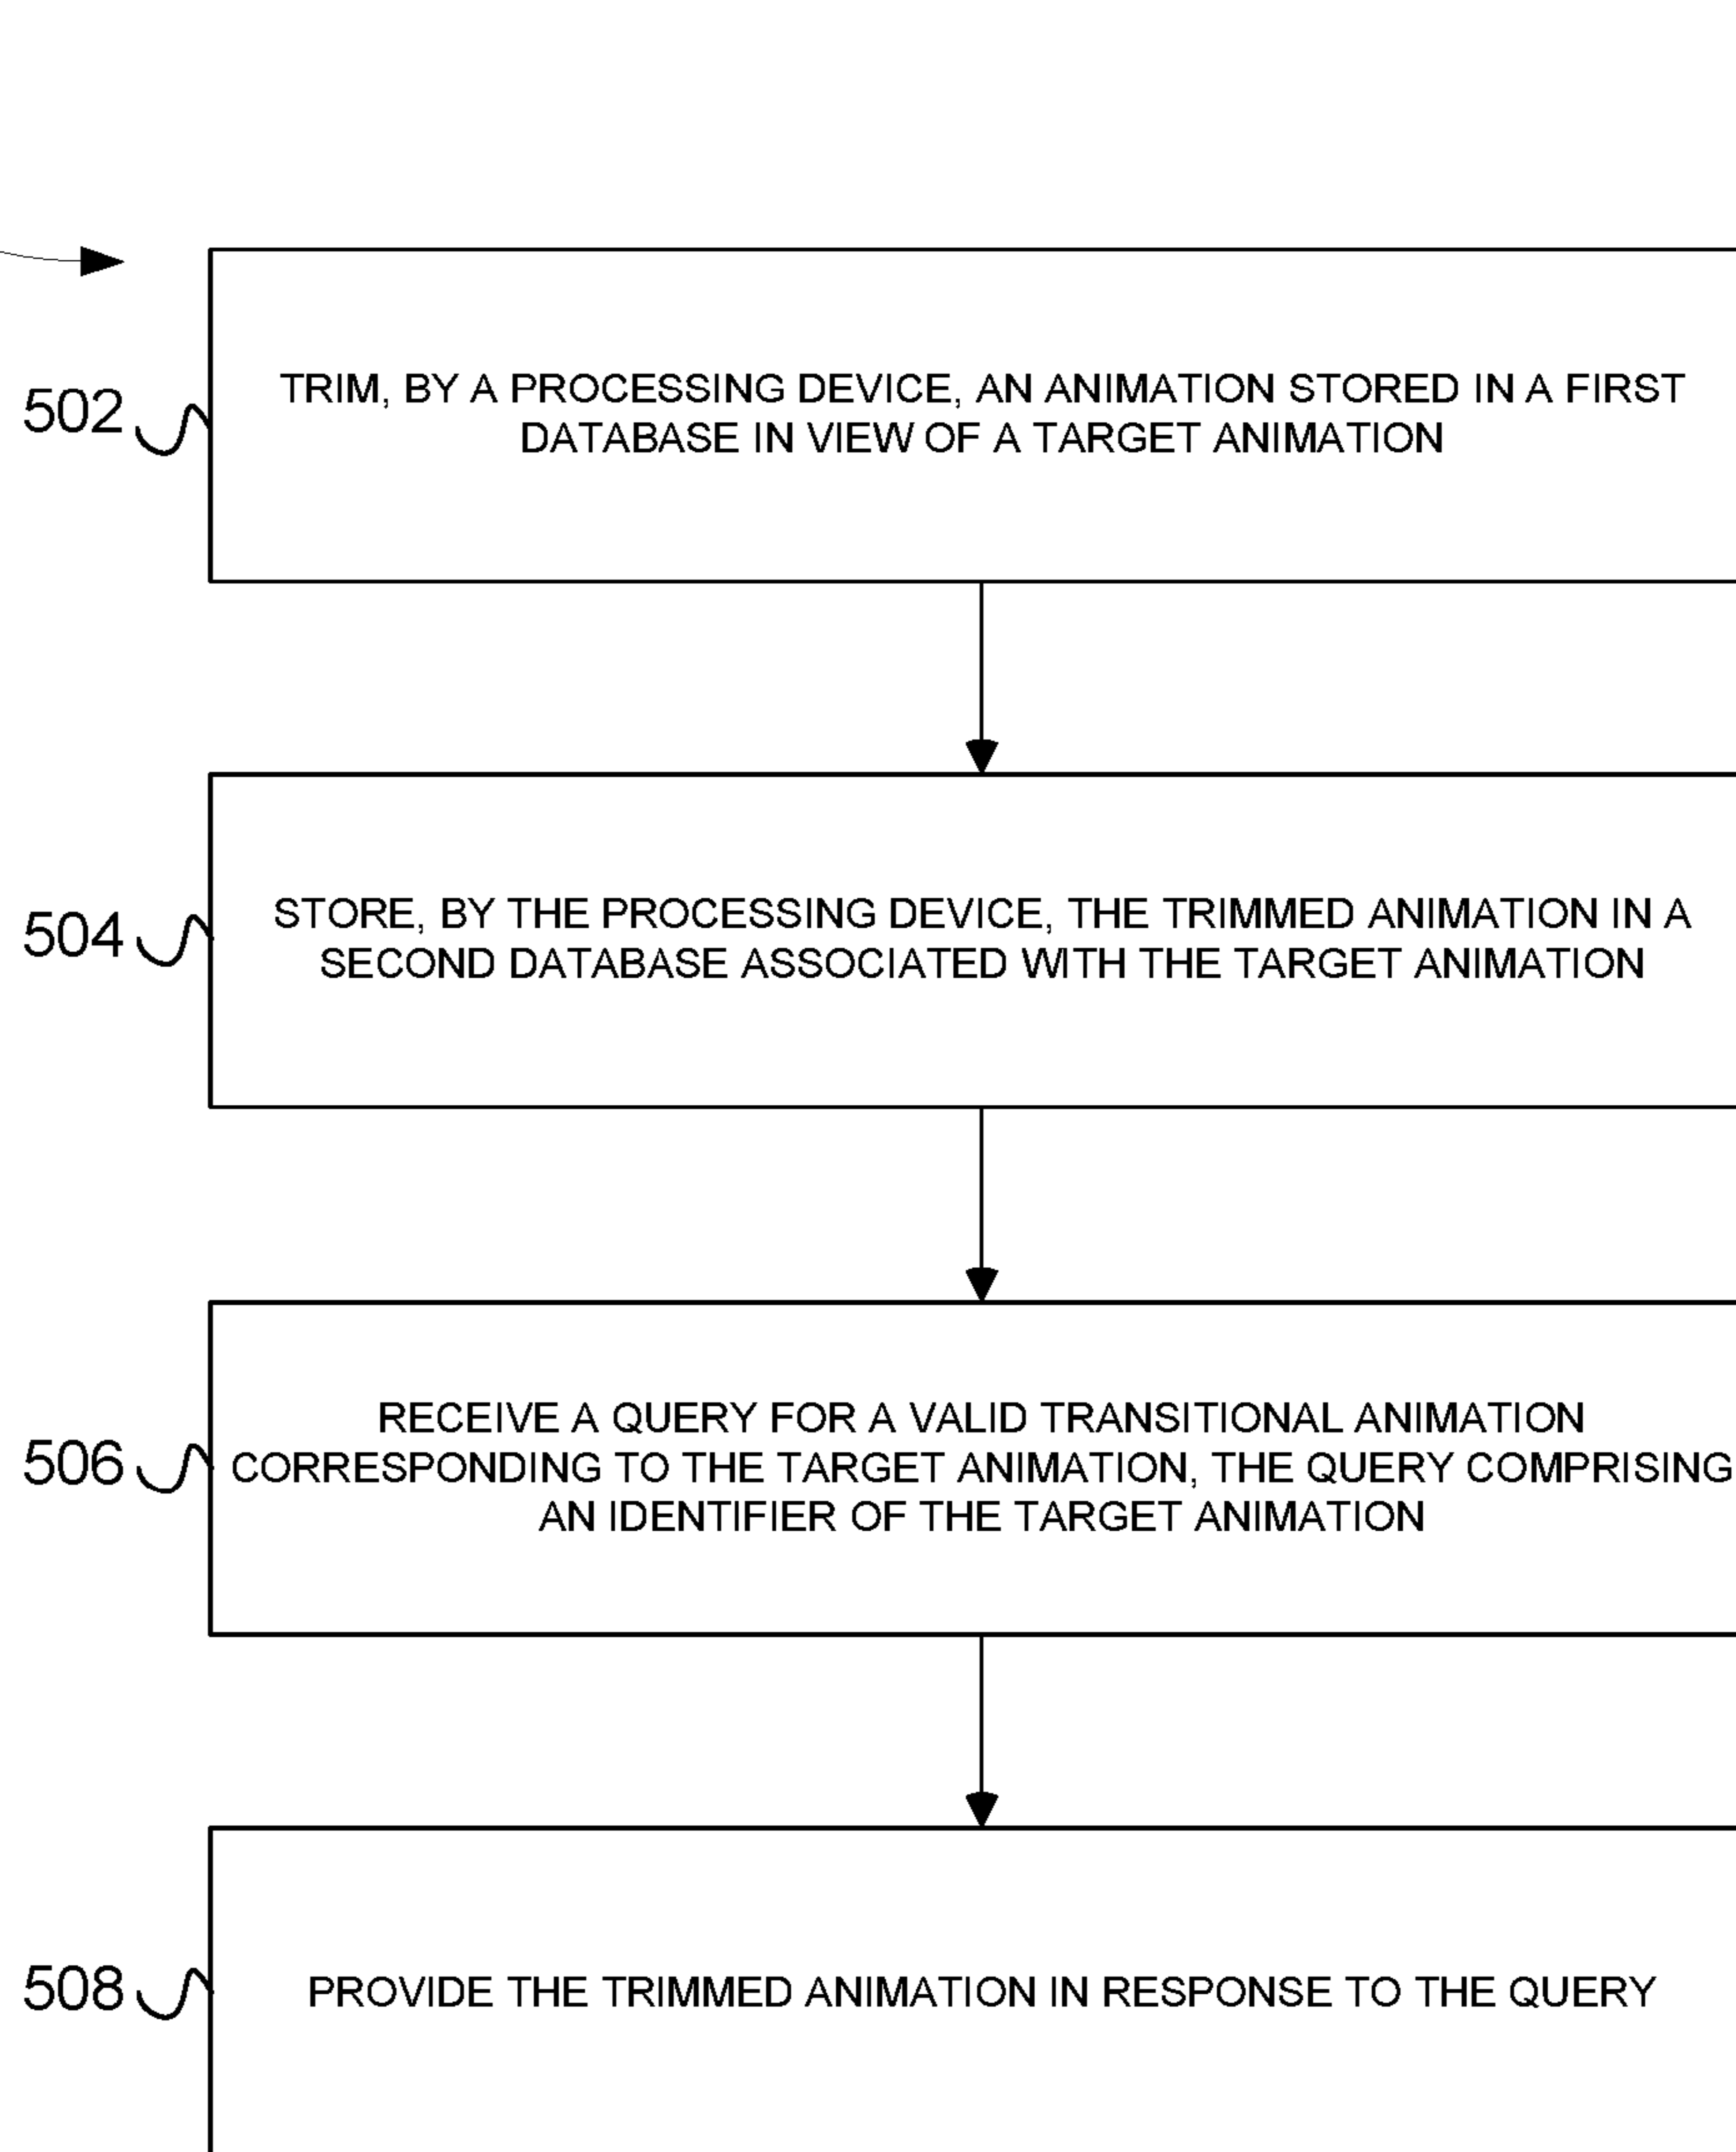 502
TRIM, BY A PROCESSING DEVICE, AN ANIMATION STORED IN A FIRST
DATABASE IN VIEW OF A TARGET ANIMATION
504
STORE, BY THE PROCESSING DEVICE, THE TRIMMED ANIMATION IN A
SECOND DATABASE ASSOCIATED WITH THE TARGET ANIMATION
506
RECEIVE A QUERY FOR A VALID TRANSITIONAL ANIMATION
CORRESPONDING TO THE TARGET ANIMATION, THE QUERY COMPRISING
AN IDENTIFIER OF THE TARGET ANIMATION
508
PROVIDE THE TRIMMED ANIMATION IN RESPONSE TO THE QUERY